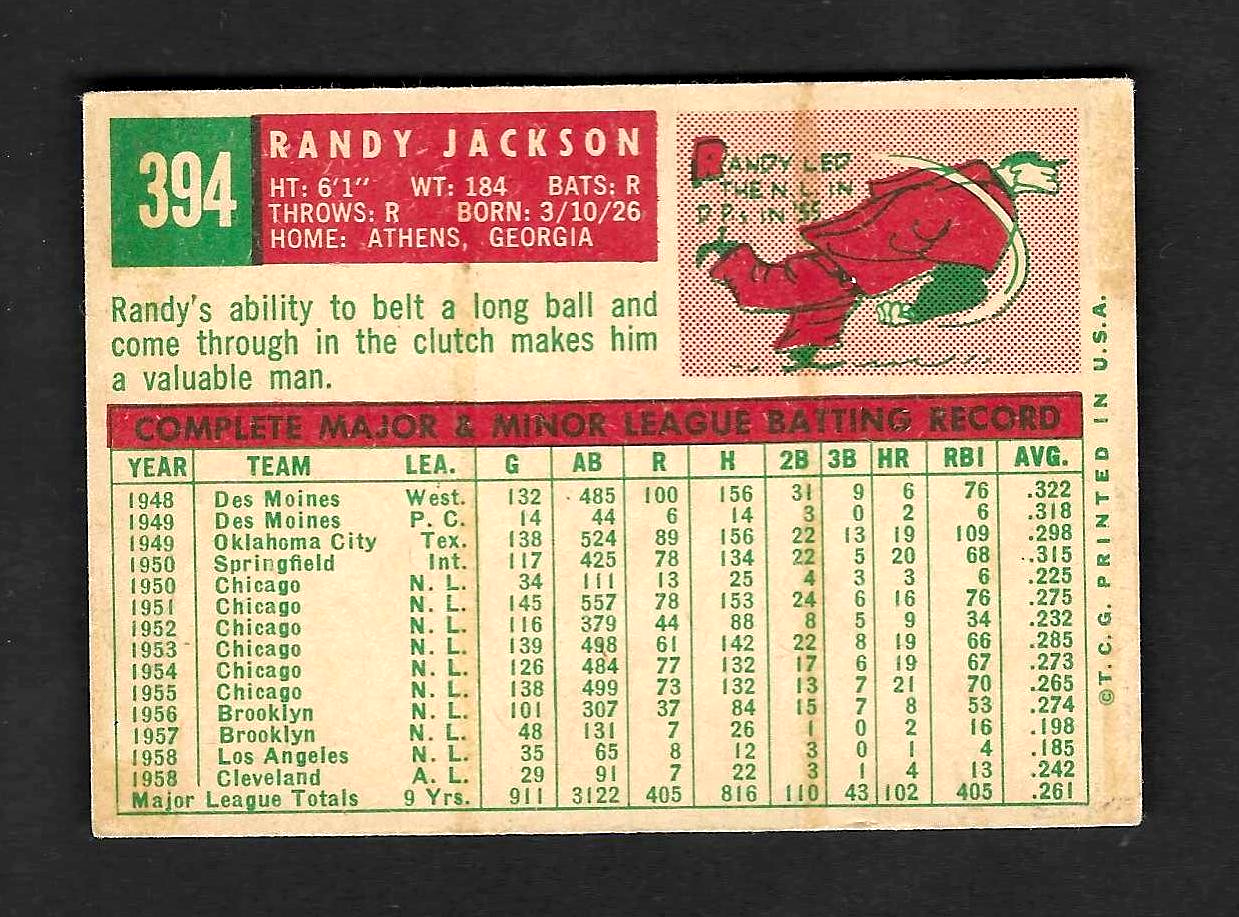 394
RANDY JACKSON
HT: 6'1" WT: 184 BATS: R
THROWS: R BORN: 3/10/26
HOME: ATHENS, GEORGIA
RANDY LED
THE N.L. IN
D.P.s IN '55
Randy's ability to belt a long ball and
come through in the clutch makes him
a valuable man.
COMPLETE MAJOR & MINOR LEAGUE BATTING RECORD
YEAR TEAM LEA. G AB R H 2B 3B HR RBI AVG.
1948 Des Moines West. 132 485 100 156 31 9 6 76 .322
1949 Des Moines P. C. 14 44 6 14 3 0 2 6 .318
1949 Oklahoma City Tex. 138 524 89 156 22 13 19 109 .298
1950 Springfield Int. 117 425 78 134 22 5 20 68 .315
1950 Chicago N. L. 34 111 13 25 4 3 3 6 .225
1951 Chicago N. L. 145 557 78 153 24 6 16 76 .275
1952 Chicago N. L. 116 379 44 88 8 5 9 34 .232
1953 Chicago N. L. 139 498 61 142 22 8 19 66 .285
1954 Chicago N. L. 126 484 77 132 17 6 19 67 .273
1955 Chicago N. L. 138 499 73 132 13 7 21 70 .265
1956 Brooklyn N. L. 101 307 37 84 15 7 8 53 .274
1957 Brooklyn N. L. 48 131 7 26 1 0 2 16 .198
1958 Los Angeles N. L. 35 65 8 12 3 0 1 4 .185
1958 Cleveland A. L. 29 91 7 22 3 1 4 13 .242
Major League Totals 9 Yrs. 911 3122 405 816 110 43 102 405 .261
©T.C.G. PRINTED IN U.S.A.